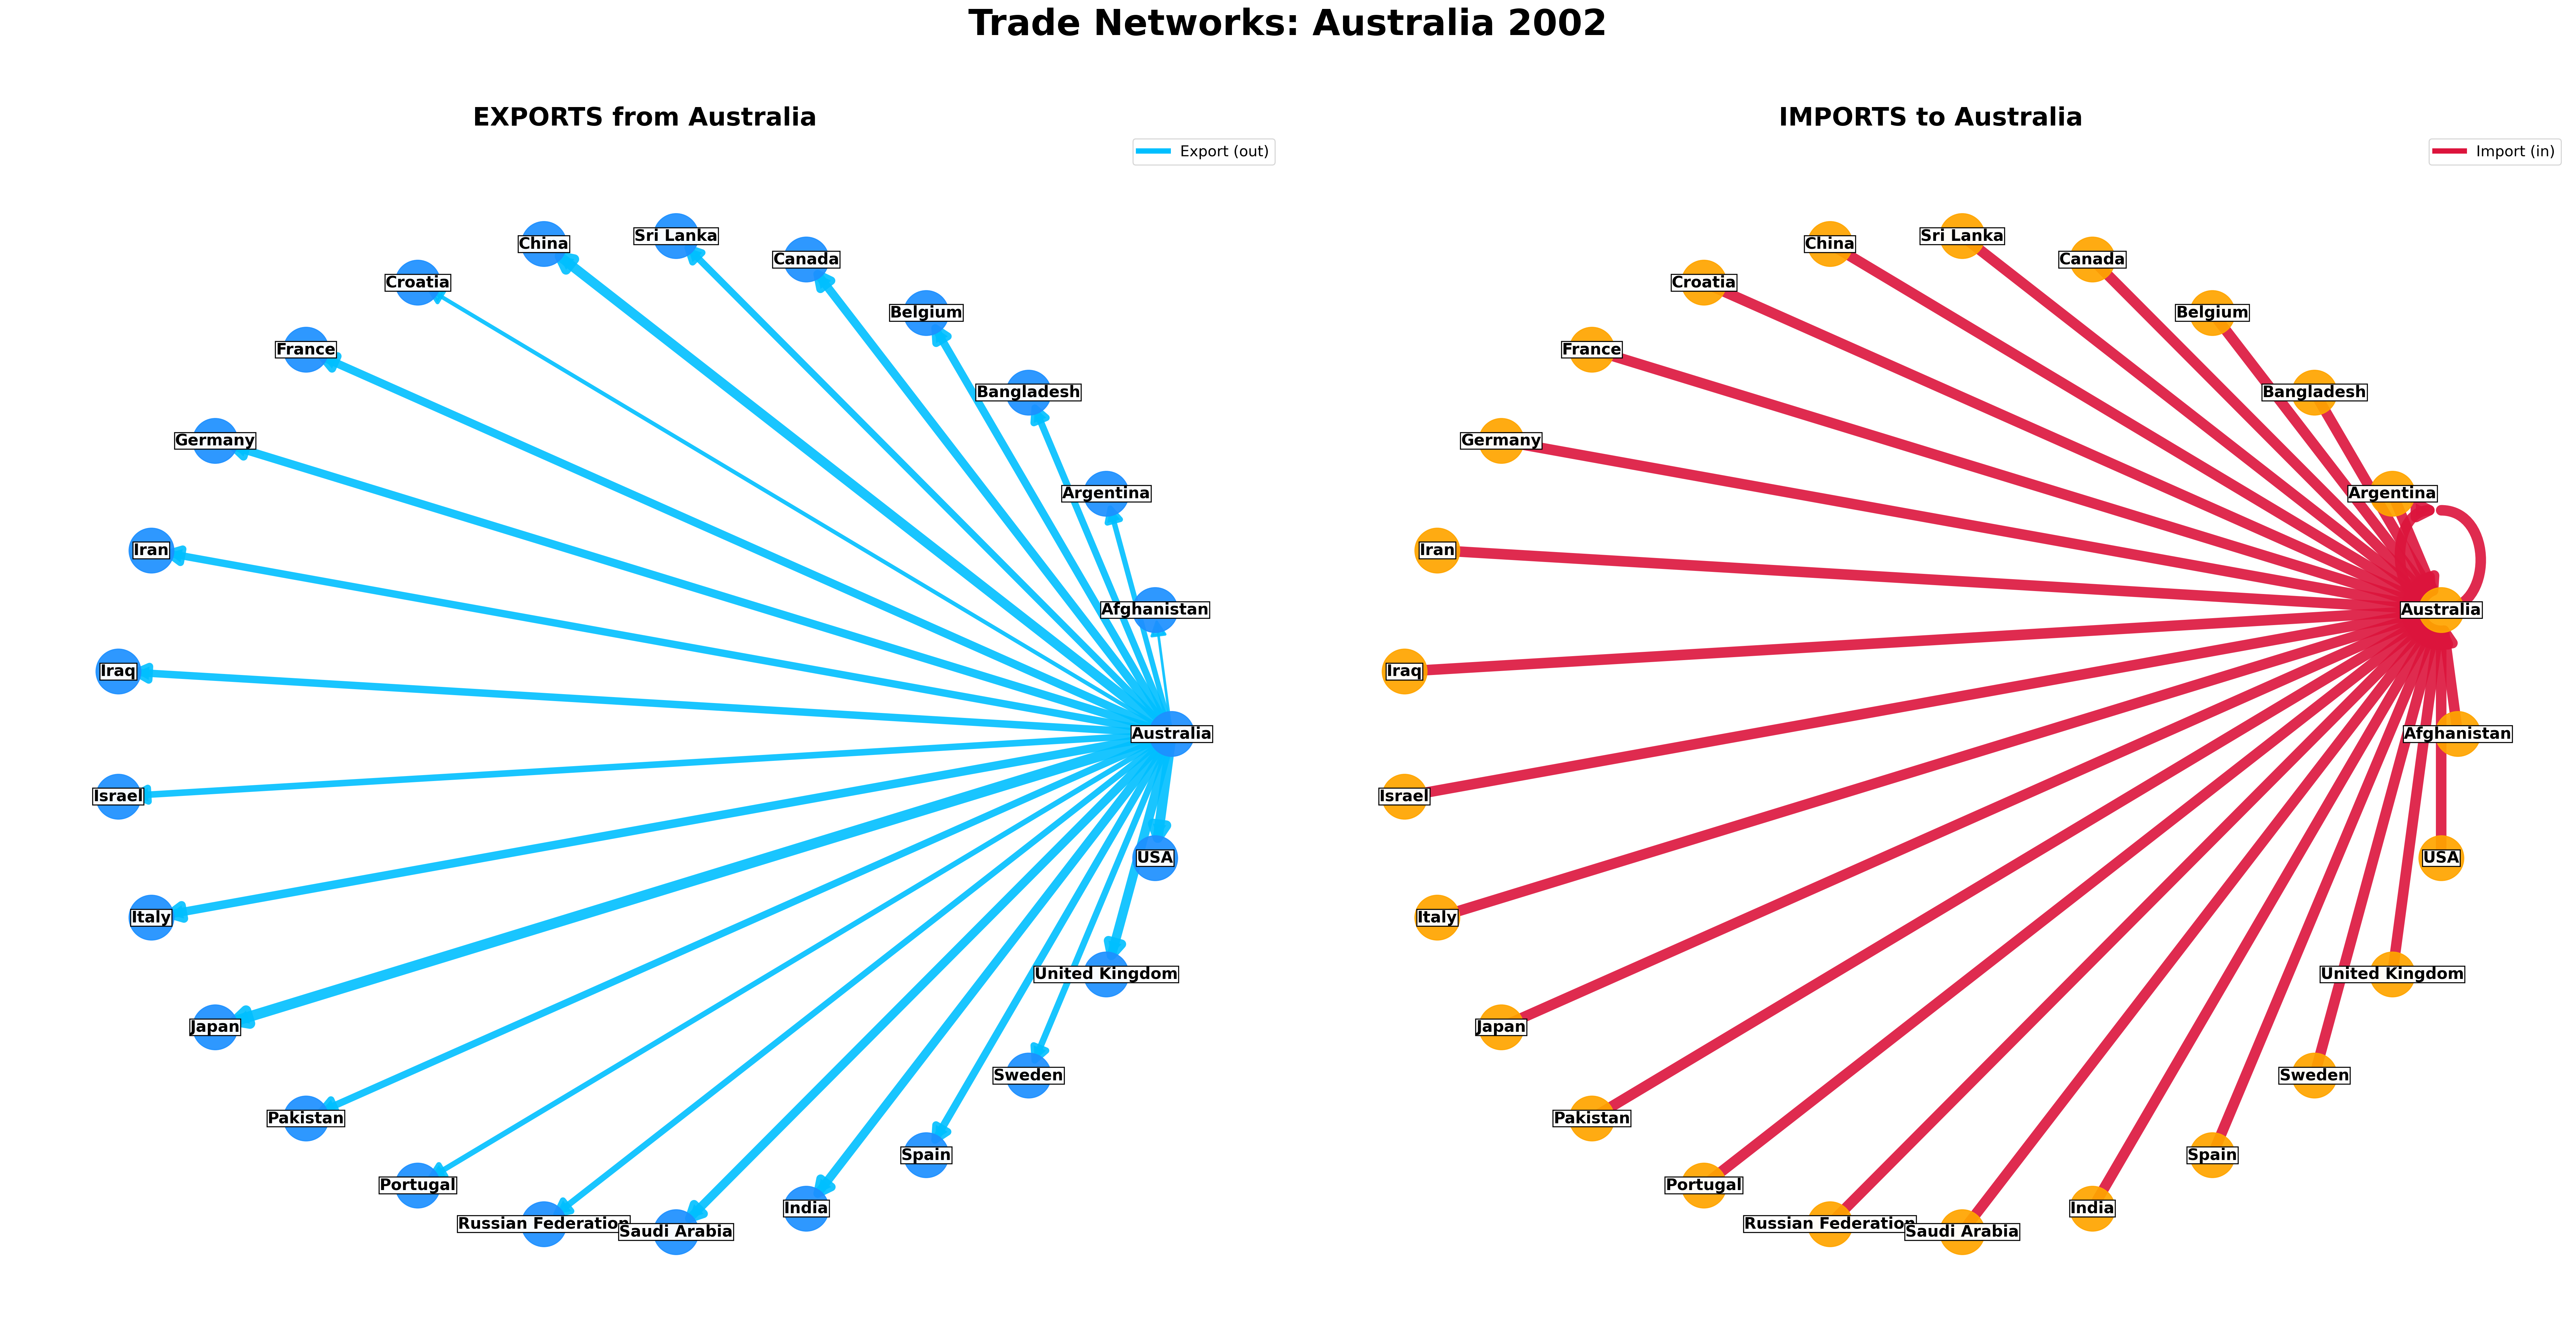 Trade Networks: Australia 2002
EXPORTS from Australia
Export (out)
Sri Lanka
China
Canada
Croatia
Belgium
France
Bangladesh
Germany
Argentina
Iran
Afghanistan
Iraq
Australia
Israel
USA
Italy
United Kingdom
Japan
Sweden
Pakistan
Spain
Portugal
India
Russian Federation
Saudi Arabia
IMPORTS to Australia
Import (in)
Sri Lanka
China
Canada
Croatia
Belgium
France
Bangladesh
Germany
Argentina
Iran
Australia
Iraq
Afghanistan
Israel
USA
Italy
United Kingdom
Japan
Sweden
Pakistan
Spain
Portugal
India
Russian Federation
Saudi Arabia